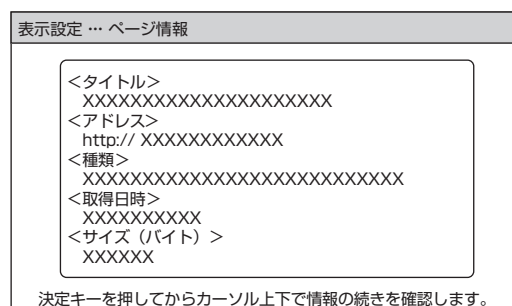 表示設定 … ページ情報
＜タイトル＞
XXXXXXXXXXXXXXXXXXXXX
＜アドレス＞
http:// XXXXXXXXXXXX
＜種類＞
XXXXXXXXXXXXXXXXXXXXXXXXXXX
＜取得日時＞
XXXXXXXXXX
＜サイズ（バイト）＞
XXXXXX
決定キーを押してからカーソル上下で情報の続きを確認します。